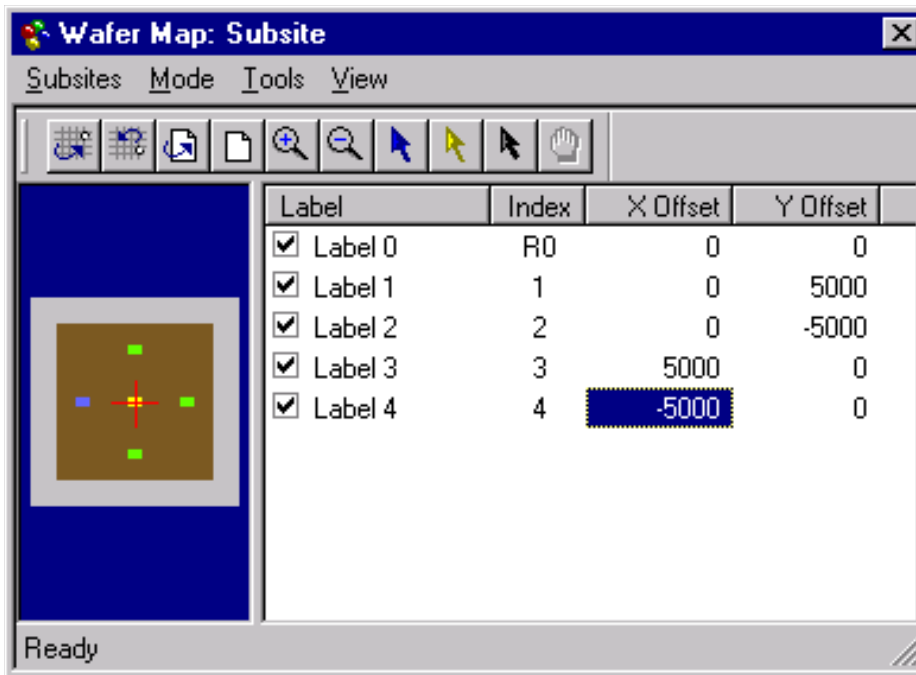 Wafer Map: Subsite
Subsites Mode Tools View
Label Index X Offset Y Offset
Label 0 R0 0 0
Label 1 1 0 5000
Label 2 2 0 -5000
Label 3 3 5000 0
Label 4 4 -5000 0
Ready